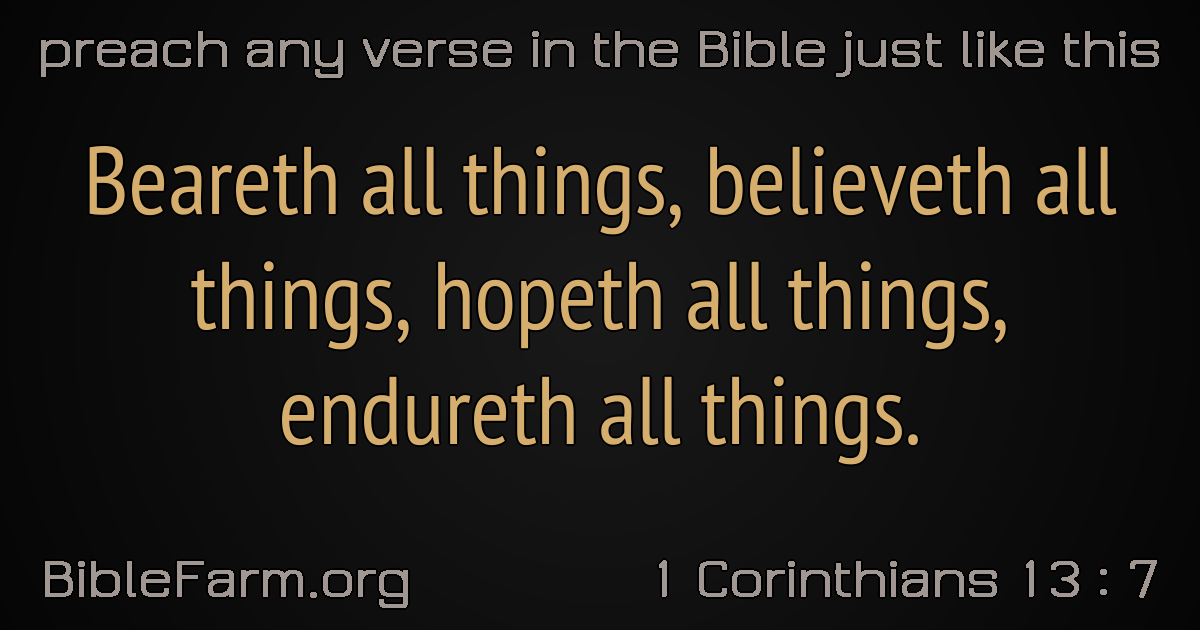 preach any verse in the Bible just like this
Beareth all things, believeth all
things, hopeth all things,
endureth all things.
BibleFarm.org
1 Corinthians 13 : 7